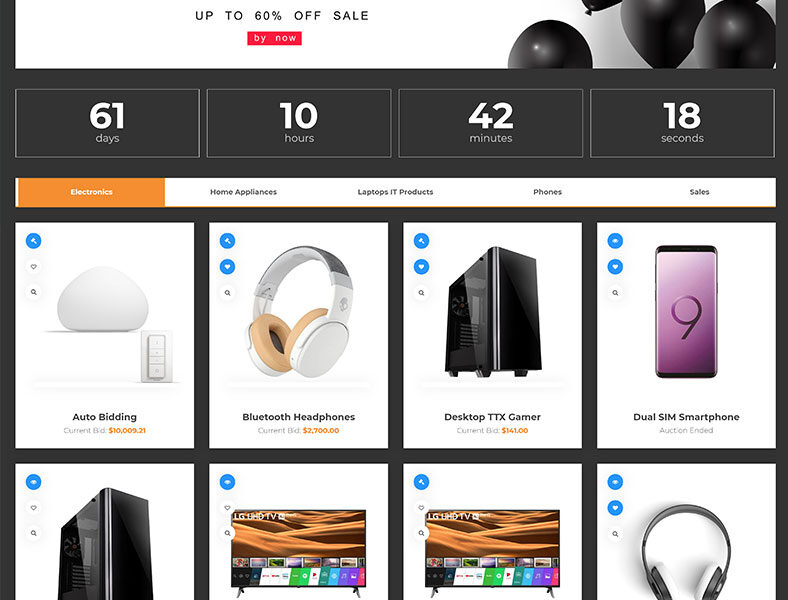 UP TO 60% OFF SALE
by now
61
days
10
hours
42
minutes
18
seconds
Electronics
Home Appliances
Laptops IT Products
Phones
Sales
9
Auto Bidding
Current Bid: $10,009.21
Bluetooth Headphones
Current Bid: $2,700.00
Desktop TTX Gamer
Current Bid: $141.00
Dual SIM Smartphone
Auction Ended
LG UHD TV
LG UHD TV